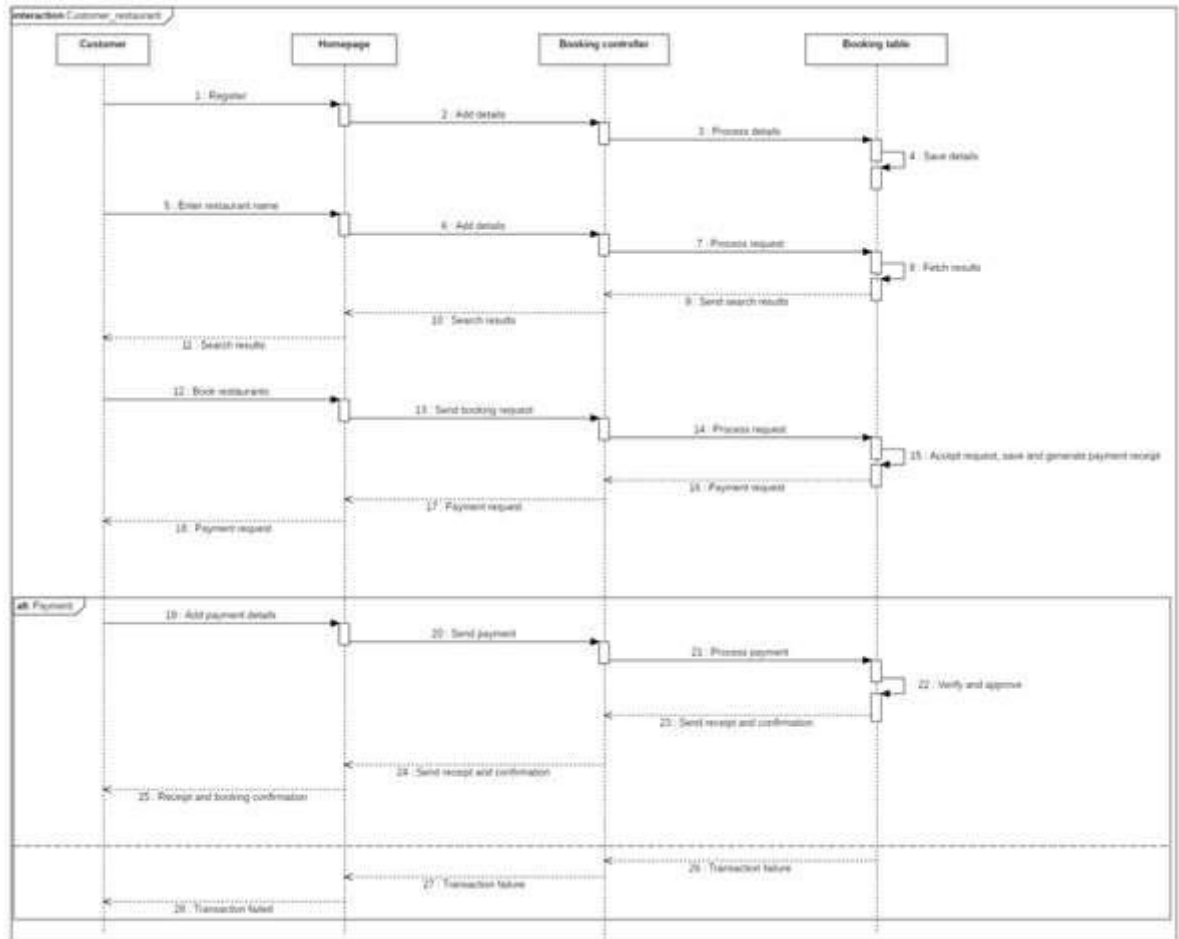 interaction Customer_restaurant
Customer
Homepage
Booking controller
Booking table
1 : Register
2 : Add details
3 : Process details
4 : Save details
5 : Enter restaurant name
6 : Add details
7 : Process request
8 : Fetch results
9 : Send search results
10 : Search results
11 : Search results
12 : Book restaurants
13 : Send booking request
14 : Process request
15 : Accept request, save and generate payment receipt
16 : Payment request
17 : Payment request
18 : Payment request
alt Payment
19 : Add payment details
20 : Send payment
21 : Process payment
22 : Verify and approve
23 : Send receipt and confirmation
24 : Send receipt and confirmation
25 : Receipt and booking confirmation
26 : Transaction failure
27 : Transaction failure
28 : Transaction failed